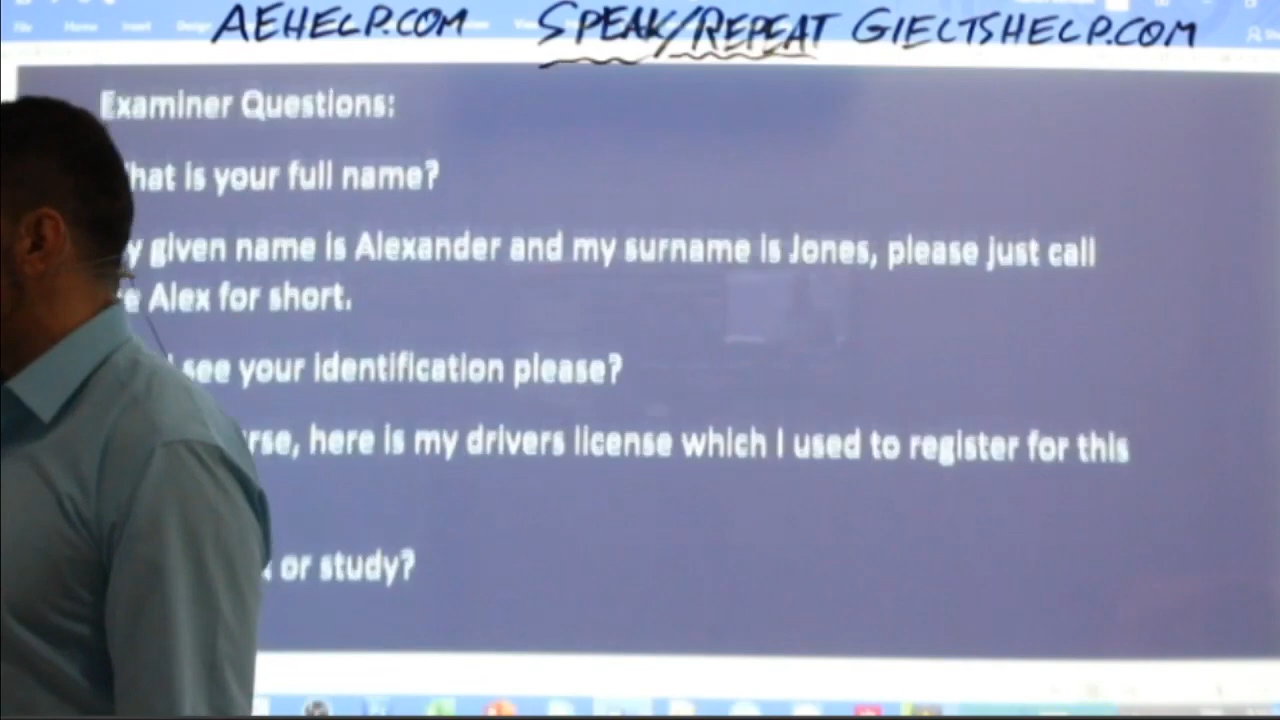 AEHELP.COM SPEAK/REPEAT GIELTSHELP.COM
Examiner Questions:
hat is your full name?
y given name is Alexander and my surname is Jones, please just call
e Alex for short.
see your identification please?
rse, here is my drivers license which I used to register for this
or study?